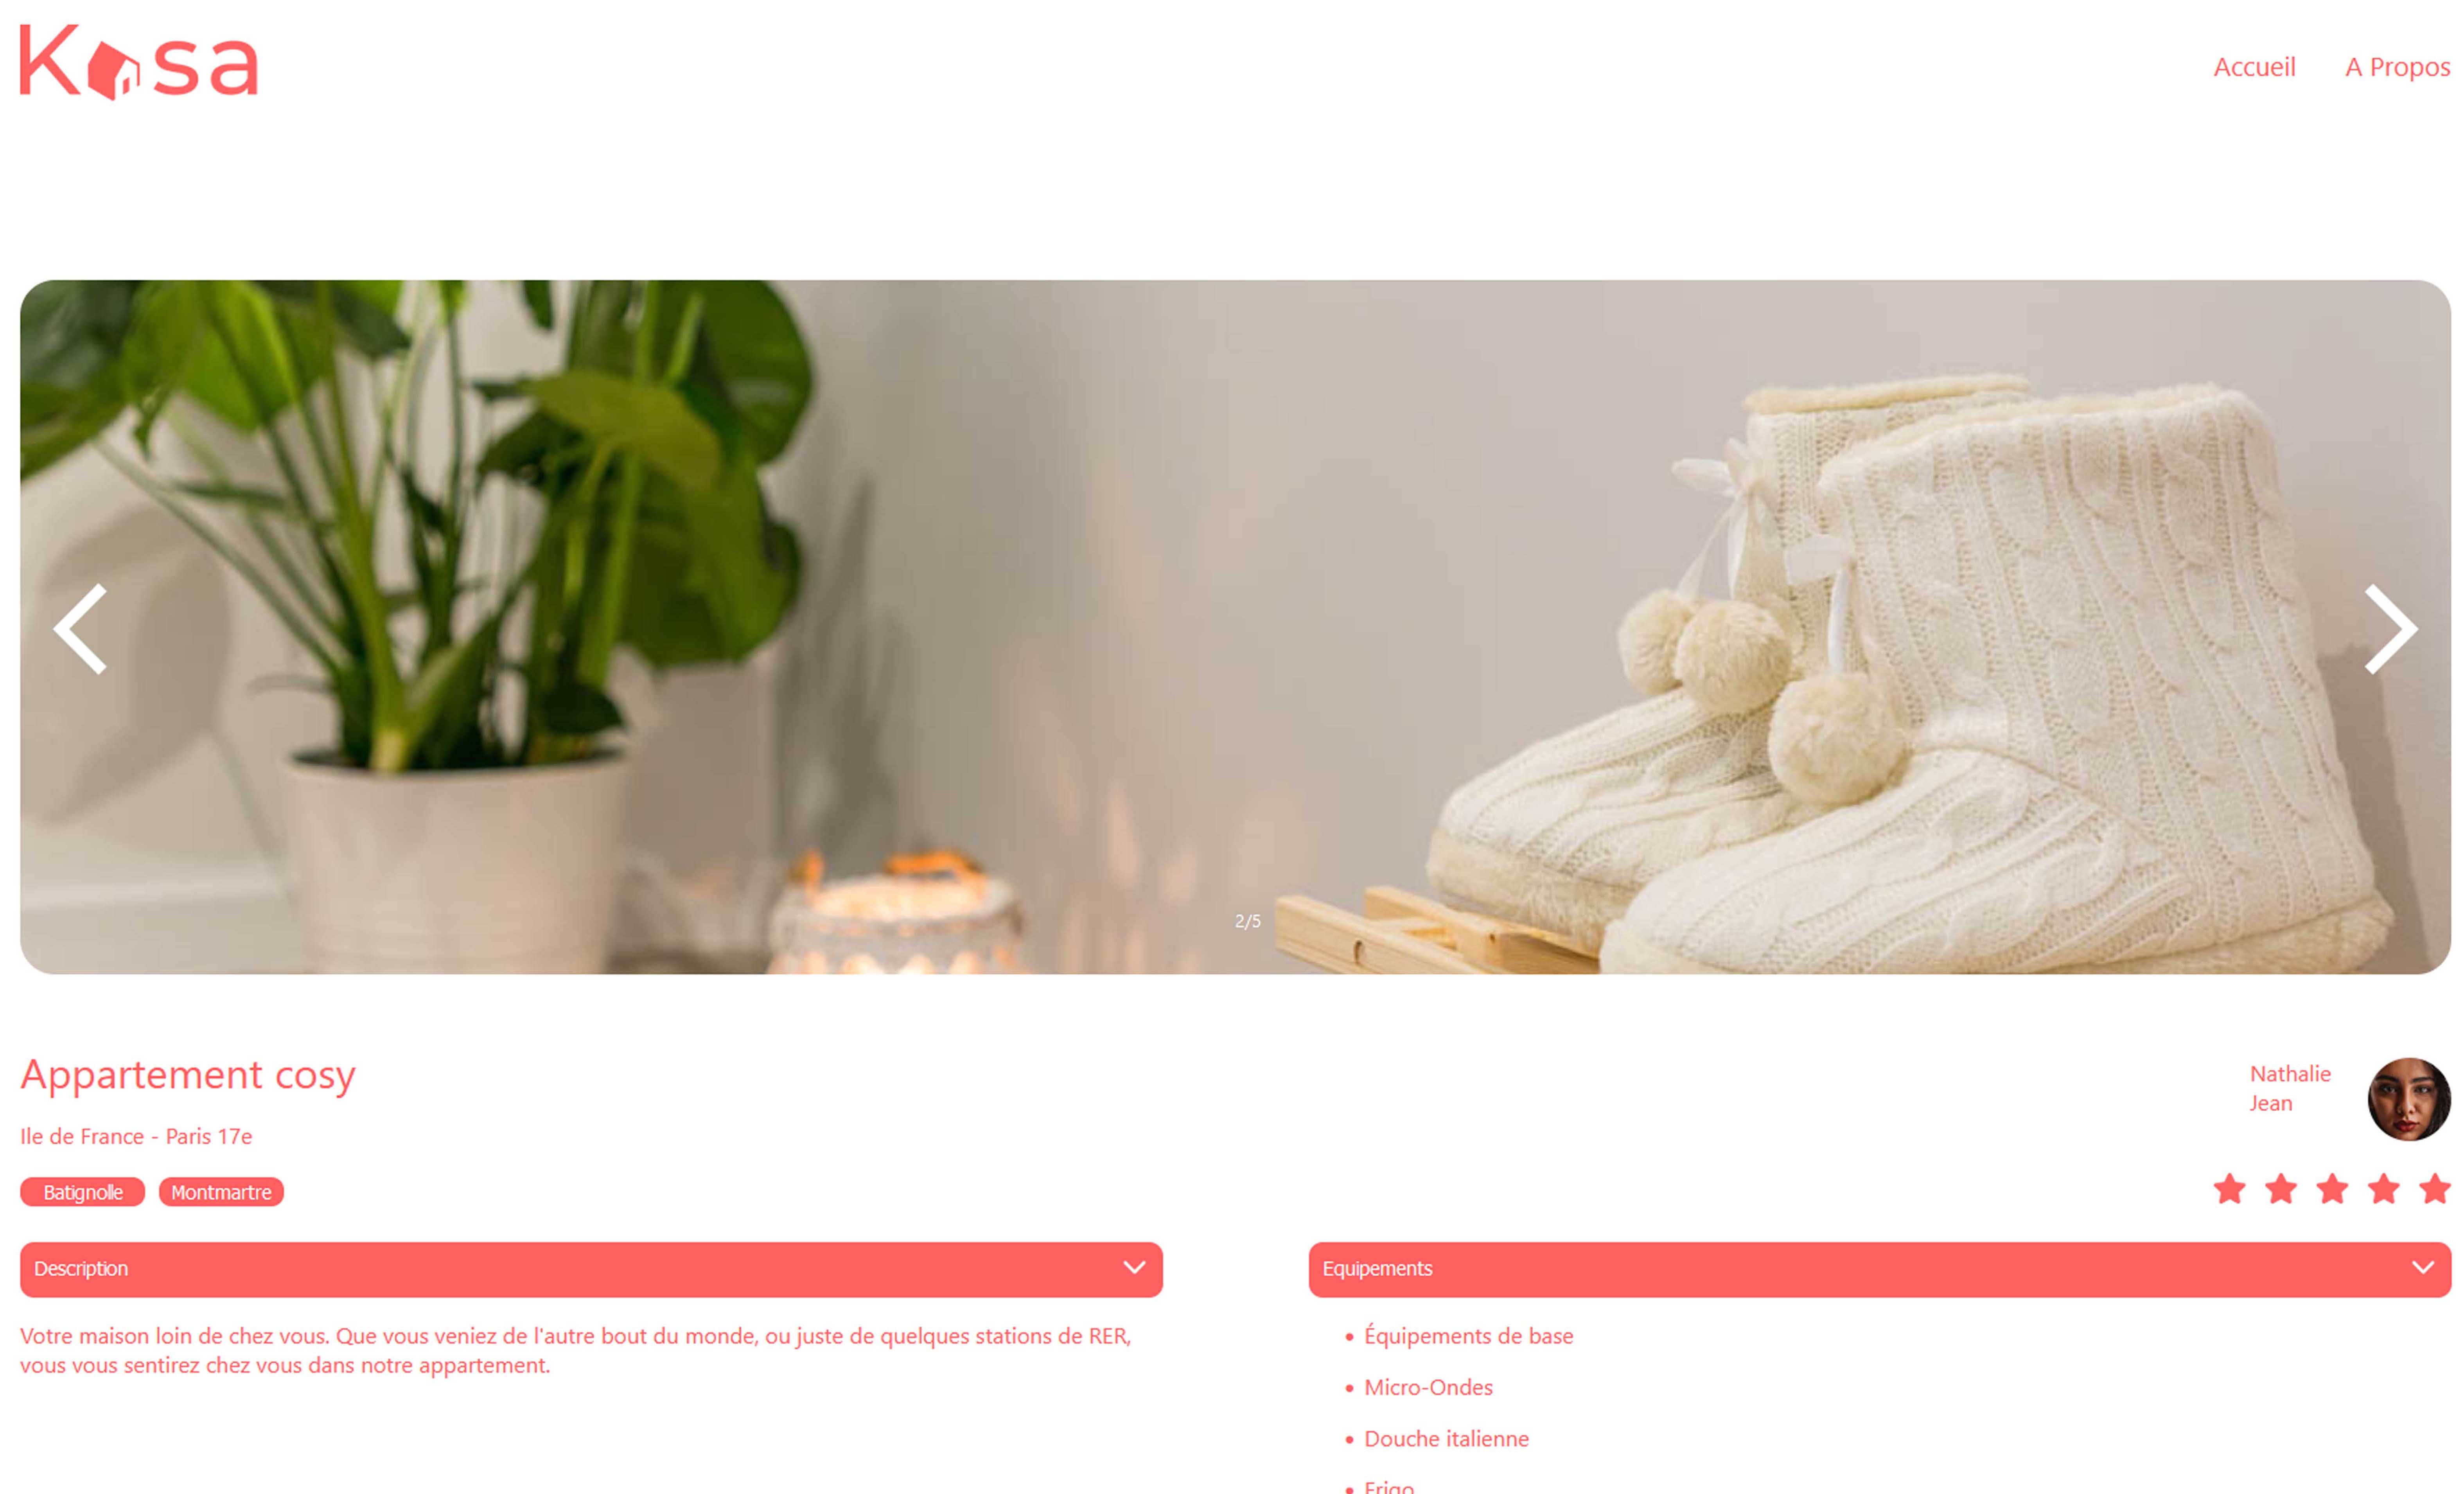 Kasa
Accueil
A Propos
2/5
Appartement cosy
Nathalie
Jean
Ile de France - Paris 17e
Batignolle
Montmartre
Description
Equipements
Votre maison loin de chez vous. Que vous veniez de l'autre bout du monde, ou juste de quelques stations de RER,
vous vous sentirez chez vous dans notre appartement.
• Équipements de base
• Micro-Ondes
• Douche italienne
• Frigo